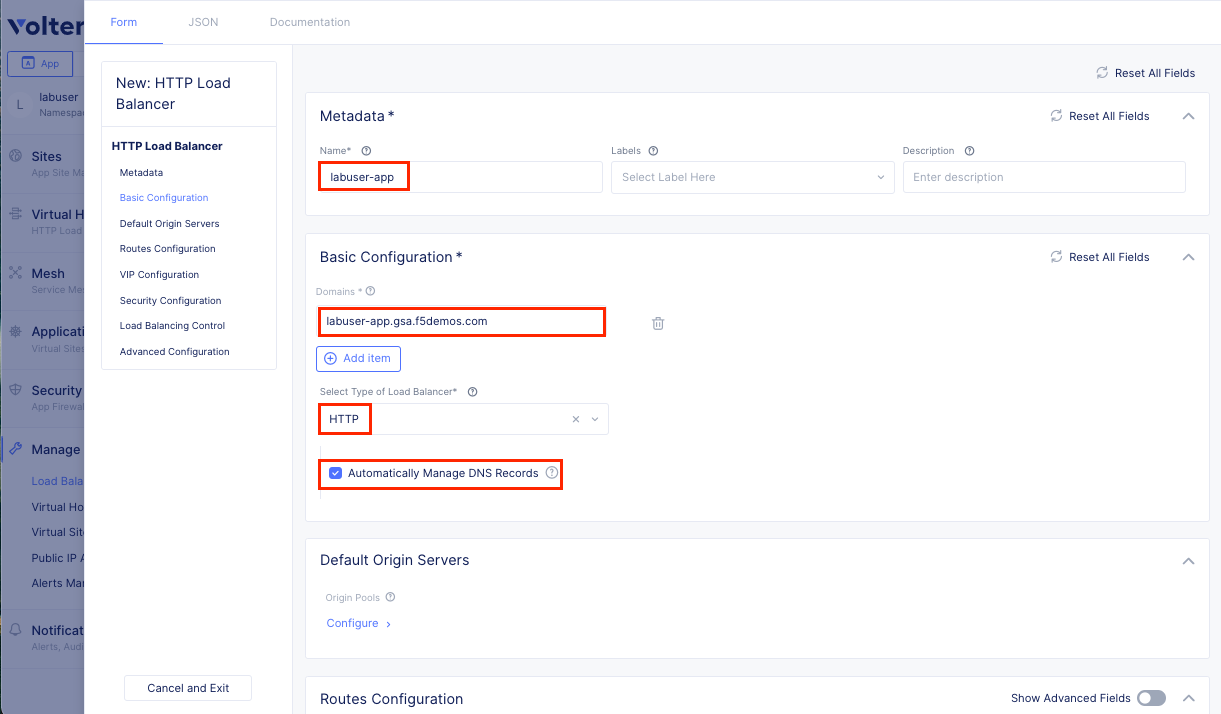 Volter
App
L
labuser
Namespac
Sites
App Site Ma
Virtual H
HTTP Load
Mesh
Service Mes
Applicati
Virtual Sites
Security
App Firewa
Manage
Load Bala
Virtual Ho
Virtual Sit
Public IP A
Alerts Mar
Notificat
Alerts, Audi
Form
JSON
Documentation
New: HTTP Load
Balancer
HTTP Load Balancer
Metadata
Basic Configuration
Default Origin Servers
Routes Configuration
VIP Configuration
Security Configuration
Load Balancing Control
Advanced Configuration
Cancel and Exit
Reset All Fields
Metadata *
Reset All Fields
Name*
Labels
Description
labuser-app
Select Label Here
Enter description
Basic Configuration *
Reset All Fields
Domains *
labuser-app.gsa.f5demos.com
Add item
Select Type of Load Balancer*
HTTP
Automatically Manage DNS Records
Default Origin Servers
Origin Pools
Configure
Routes Configuration
Show Advanced Fields